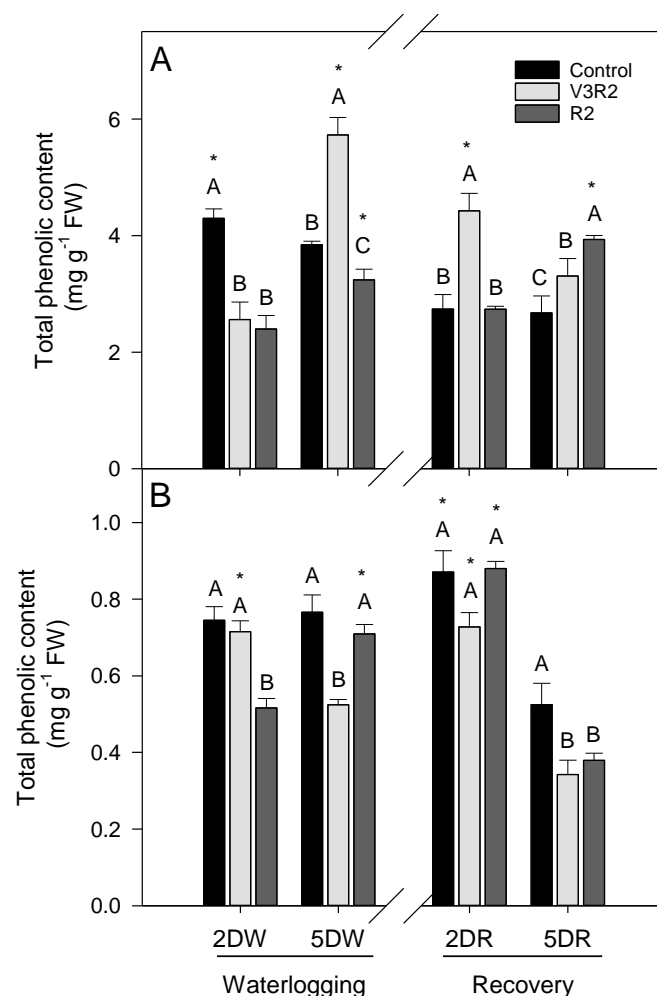 A
Control
V3R2
R2
Total phenolic content
(mg g⁻¹ FW)
6
4
2
0
*
A
B
B
B
*
A
*
C
B
*
A
B
C
B
*
A
B
Total phenolic content
(mg g⁻¹ FW)
1.0
0.8
0.6
0.4
0.2
0.0
A
*
A
B
A
B
*
A
*
A
*
A
*
A
A
B
B
2DW
5DW
2DR
5DR
Waterlogging
Recovery